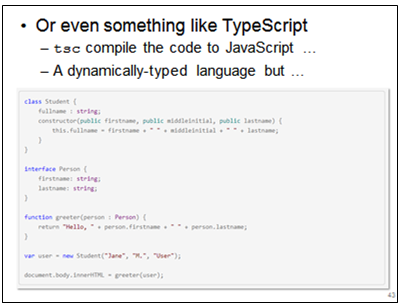 • Or even something like TypeScript
– tsc compile the code to JavaScript …
– A dynamically-typed language but …
class Student {
    fullname : string;
    constructor(public firstname, public middleinitial, public lastname) {
        this.fullname = firstname + " " + middleinitial + " " + lastname;
    }
}
interface Person {
    firstname: string;
    lastname: string;
}
function greeter(person : Person) {
    return "Hello, " + person.firstname + " " + person.lastname;
}
var user = new Student("Jane", "M.", "User");
document.body.innerHTML = greeter(user);
43